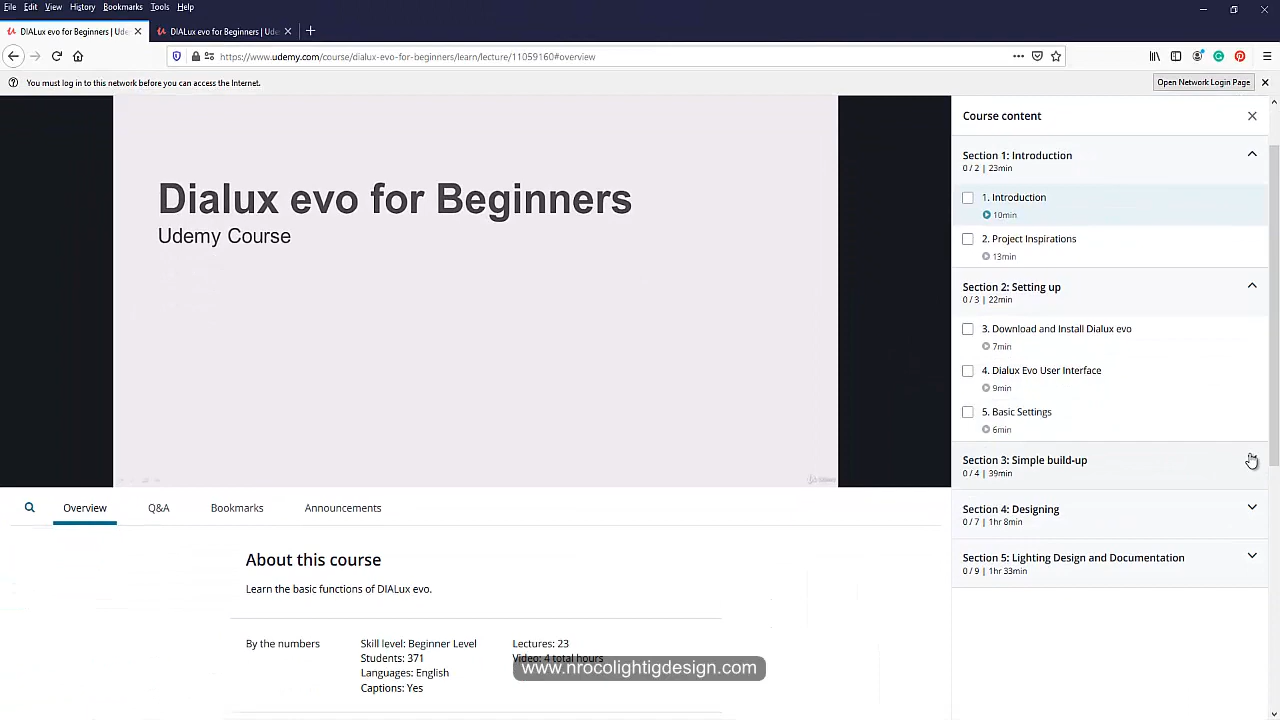 File Edit View History Bookmarks Tools Help
DIALux evo for Beginners | Ude
DIALux evo for Beginners | Ude
https://www.udemy.com/course/dialux-evo-for-beginners/learn/lecture/11059160#overview
You must log in to this network before you can access the Internet.
Open Network Login Page
Dialux evo for Beginners
Udemy Course
Course content
Section 1: Introduction
0 / 2 | 23min
1. Introduction
10min
2. Project Inspirations
13min
Section 2: Setting up
0 / 3 | 22min
3. Download and Install Dialux evo
7min
4. Dialux Evo User Interface
9min
5. Basic Settings
6min
Section 3: Simple build-up
0 / 4 | 39min
Section 4: Designing
0 / 7 | 1hr 8min
Section 5: Lighting Design and Documentation
0 / 9 | 1hr 33min
Udemy
Overview Q&A Bookmarks Announcements
About this course
Learn the basic functions of DIALux evo.
By the numbers
Skill level: Beginner Level
Students: 371
Languages: English
Captions: Yes
Lectures: 23
Video: 4 total hours
www.nrocolightigdesign.com